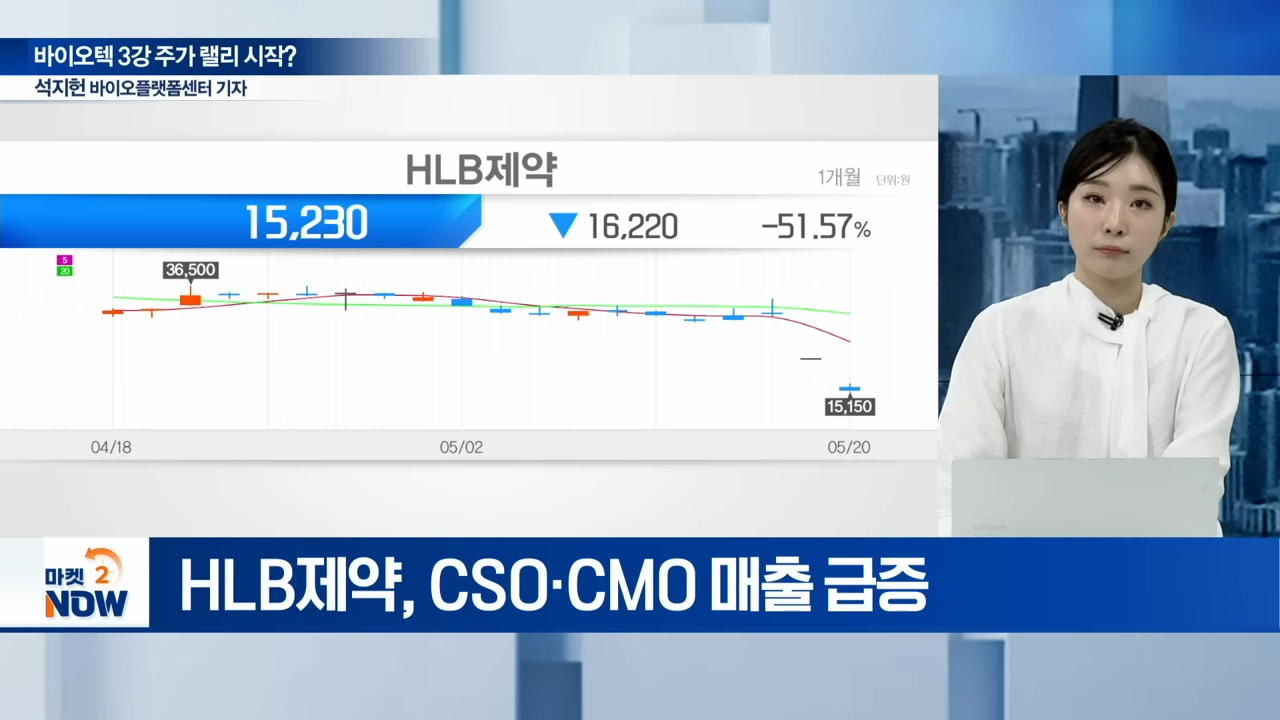 바이오텍 3강 주가 랠리 시작?
석지헌 바이오플랫폼센터 기자
HLB제약
1개월 단위:원
15,230 ▼ 16,220 -51.57%
5
20
36,500
15,150
04/18 05/02 05/20
마켓 2
NOW
HLB제약, CSO·CMO 매출 급증